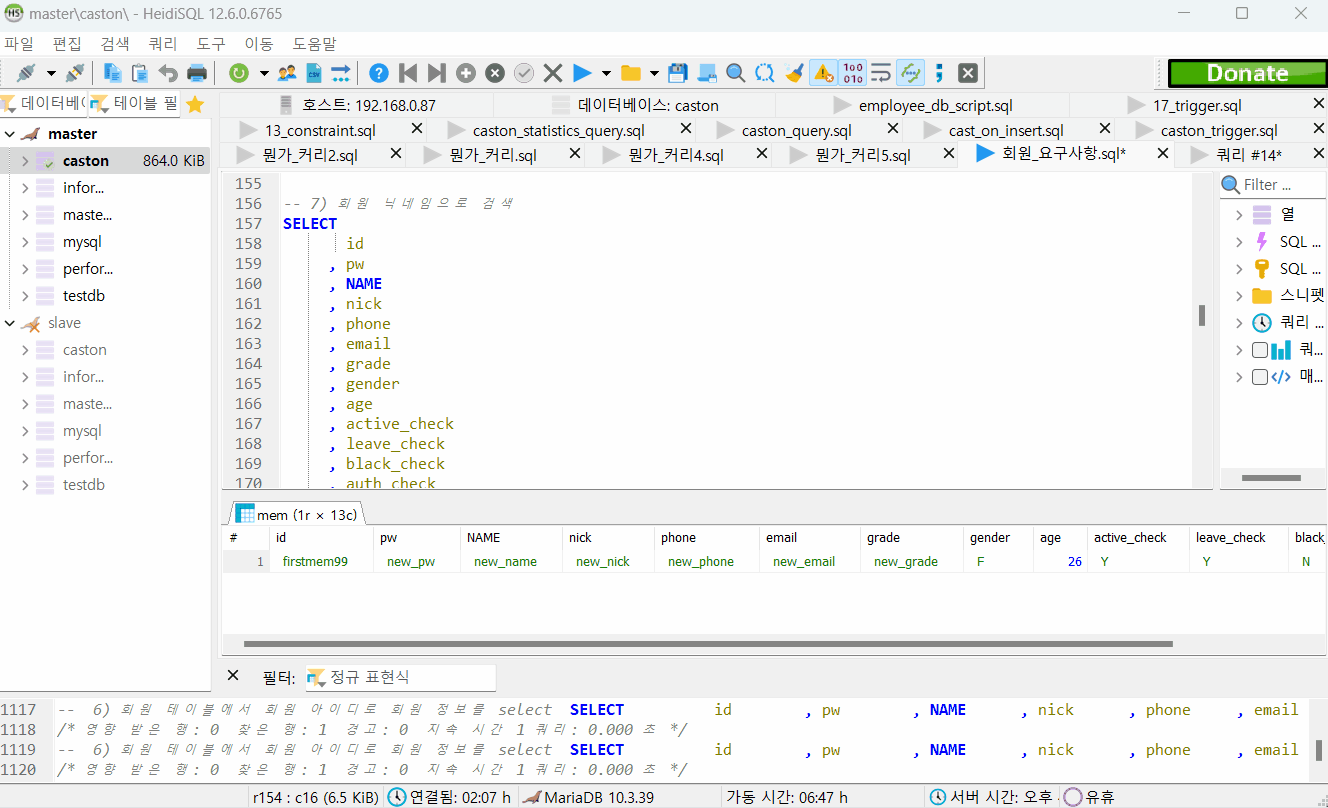 master\caston\ - HeidiSQL 12.6.0.6765
파일 편집 검색 쿼리 도구 이동 도움말
Donate
데이터베( 테이블 필
호스트: 192.168.0.87 데이터베이스: caston employee_db_script.sql 17_trigger.sql
13_constraint.sql caston_statistics_query.sql caston_query.sql cast_on_insert.sql caston_trigger.sql
뭔가_커리2.sql 뭔가_커리.sql 뭔가_커리4.sql 뭔가_커리5.sql 회원_요구사항.sql* 쿼리 #14*
master
caston 864.0 KiB
infor...
maste...
mysql
perfor...
testdb
slave
caston
infor...
maste...
mysql
perfor...
testdb
155
156 -- 7) 회원 닉네임으로 검색
157 SELECT
158 id
159 , pw
160 , NAME
161 , nick
162 , phone
163 , email
164 , grade
165 , gender
166 , age
167 , active_check
168 , leave_check
169 , black_check
170 , auth_check
Filter ...
열
SQL ...
SQL ...
스니펫
쿼리 ...
쿼...
매...
mem (1r × 13c)
# id pw NAME nick phone email grade gender age active_check leave_check black_
1 firstmem99 new_pw new_name new_nick new_phone new_email new_grade F 26 Y Y N
필터: 정규 표현식
1117 -- 6) 회원 테이블에서 회원 아이디로 회원 정보를 select SELECT id , pw , NAME , nick , phone , email
1118 /* 영향 받은 행: 0 찾은 행: 1 경고: 0 지속 시간 1 쿼리: 0.000 초 */
1119 -- 6) 회원 테이블에서 회원 아이디로 회원 정보를 select SELECT id , pw , NAME , nick , phone , email
1120 /* 영향 받은 행: 0 찾은 행: 1 경고: 0 지속 시간 1 쿼리: 0.000 초 */
r154 : c16 (6.5 KiB) 연결됨: 02:07 h MariaDB 10.3.39 가동 시간: 06:47 h 서버 시간: 오후 유휴